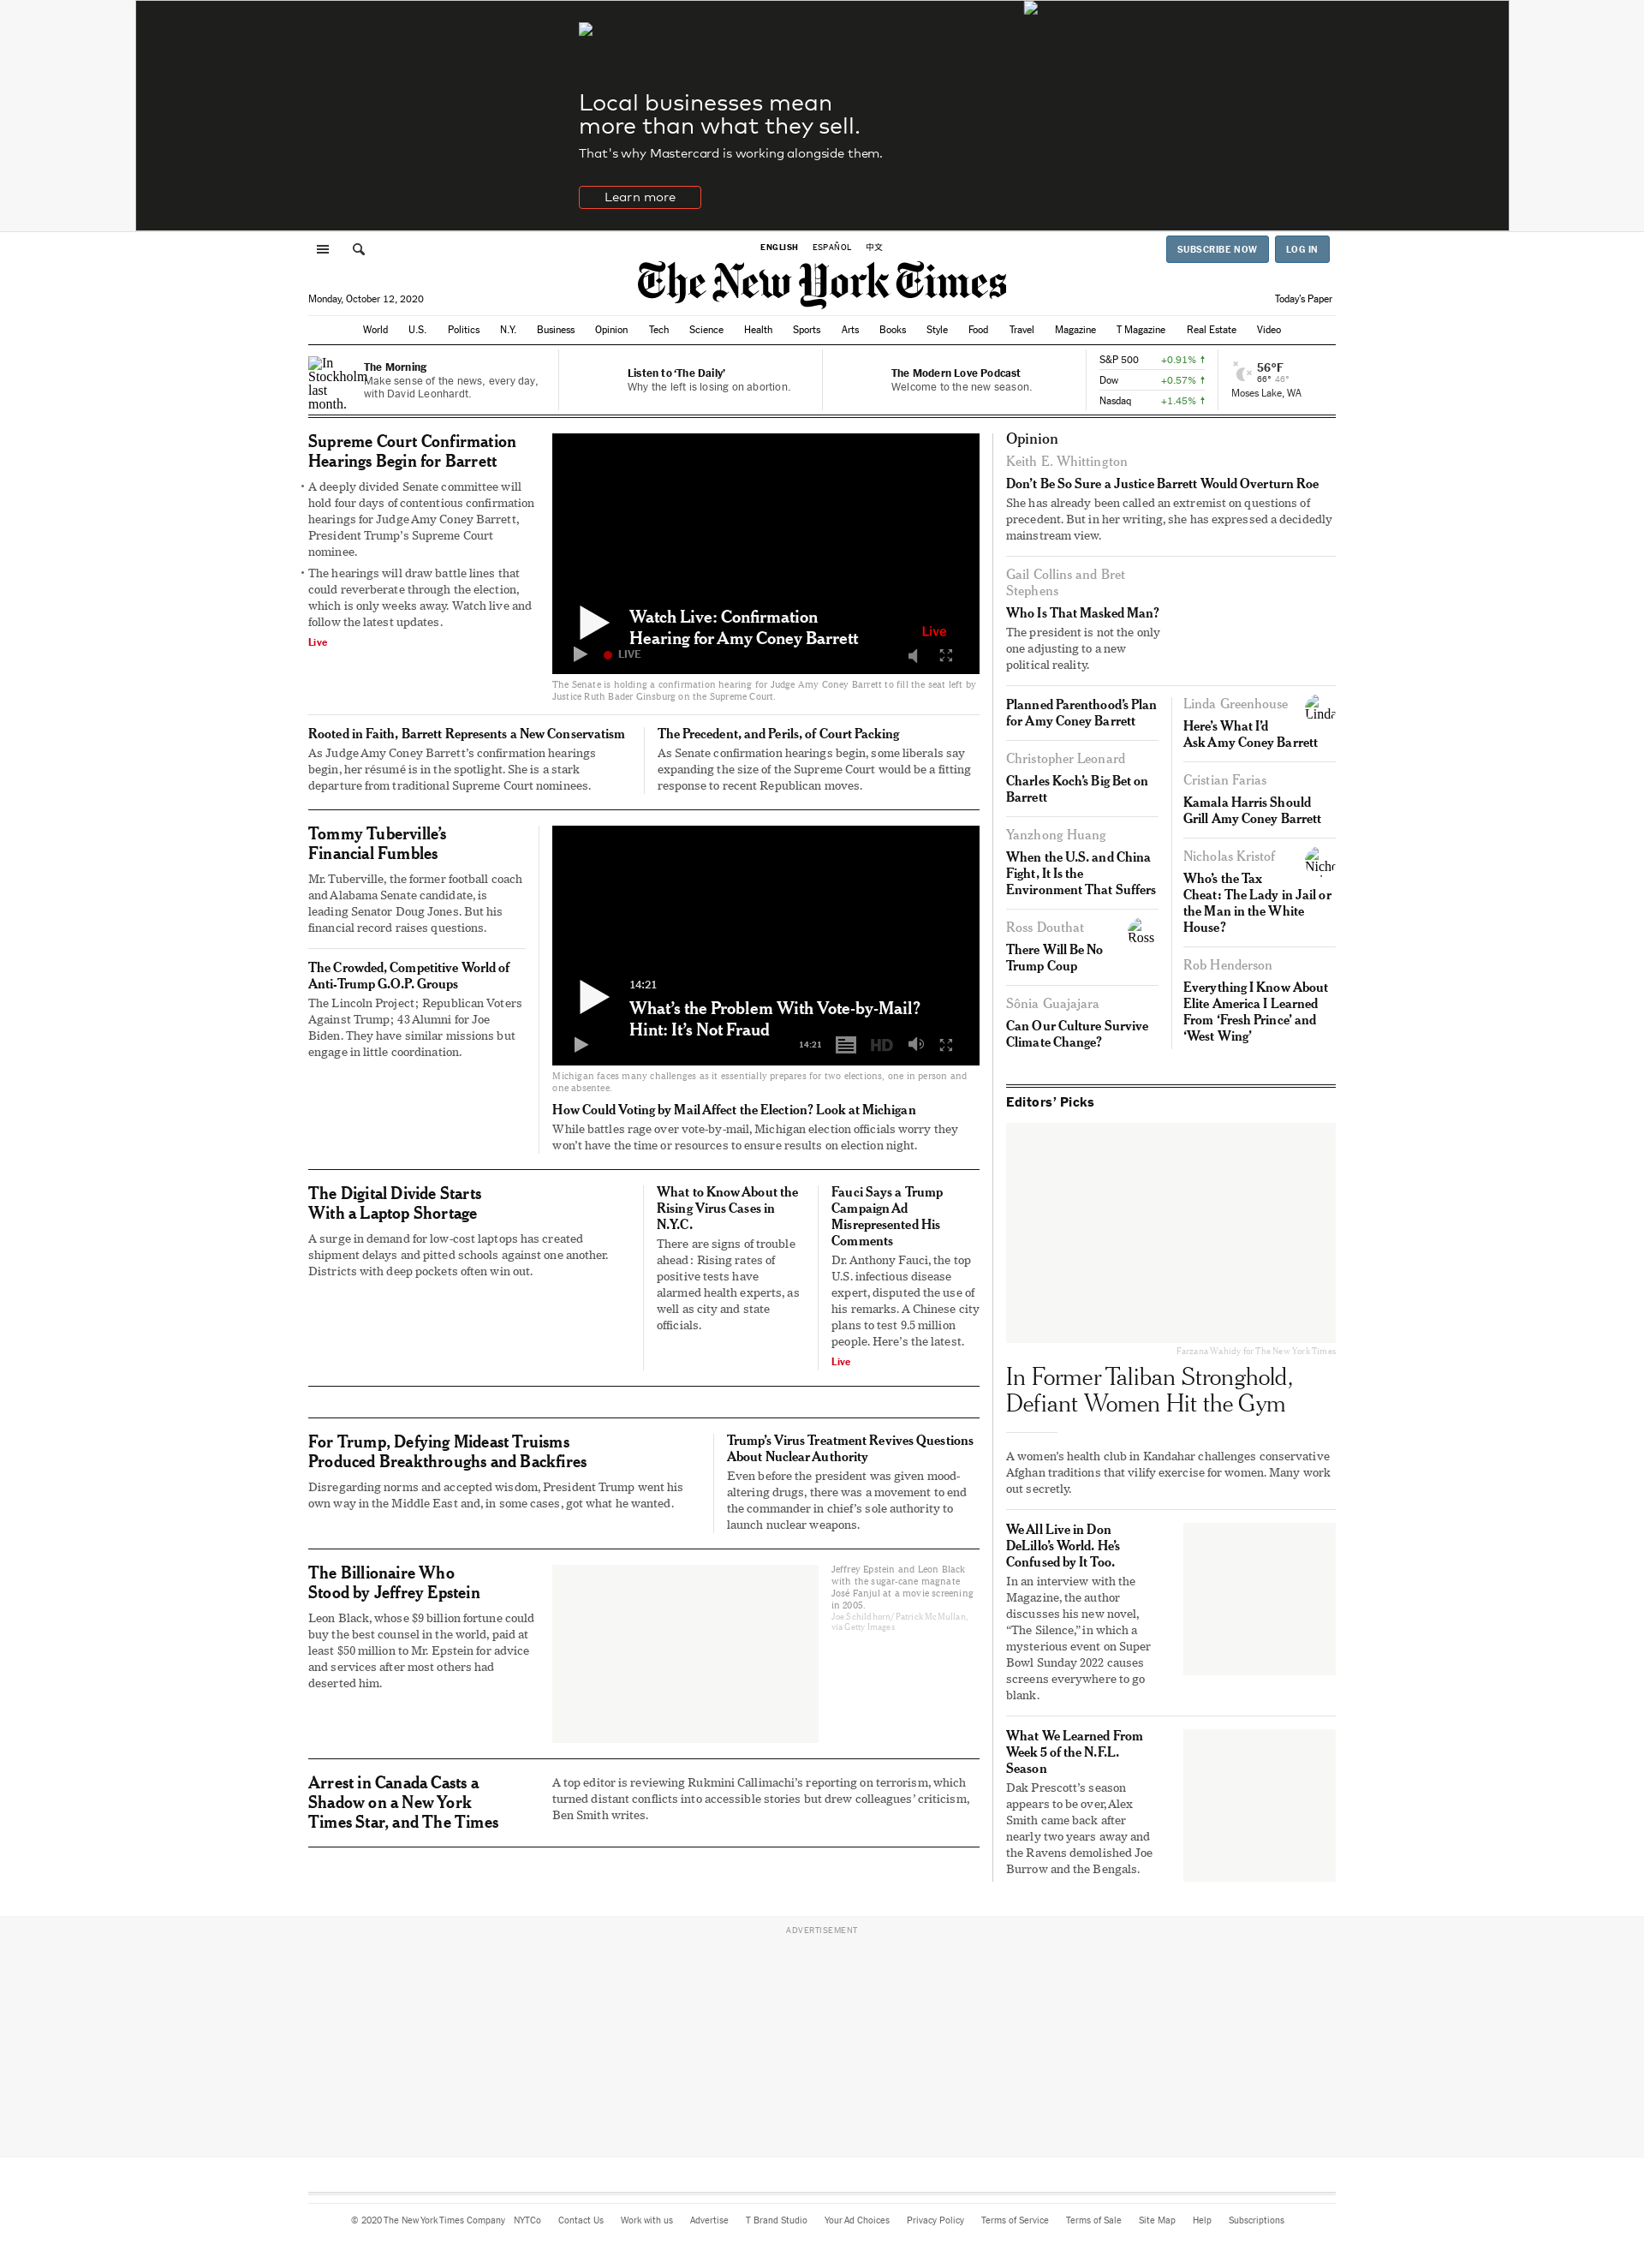 Local businesses mean
more than what they sell.
That's why Mastercard is working alongside them.
Learn more
ENGLISH ESPAÑOL 中文
SUBSCRIBE NOW LOG IN
The New York Times
Monday, October 12, 2020
Today's Paper
World U.S. Politics N.Y. Business Opinion Tech Science Health Sports Arts Books Style Food Travel Magazine T Magazine Real Estate Video
In
Stockholm
last
month.
The Morning
Make sense of the news, every day,
with David Leonhardt.
Listen to ‘The Daily’
Why the left is losing on abortion.
The Modern Love Podcast
Welcome to the new season.
S&P 500 +0.91%
Dow +0.57%
Nasdaq +1.45%
56°F
66° 46°
Moses Lake, WA
Supreme Court Confirmation
Hearings Begin for Barrett
• A deeply divided Senate committee will
hold four days of contentious confirmation
hearings for Judge Amy Coney Barrett,
President Trump’s Supreme Court
nominee.
• The hearings will draw battle lines that
could reverberate through the election,
which is only weeks away. Watch live and
follow the latest updates.
Live
Watch Live: Confirmation
Hearing for Amy Coney Barrett
Live
LIVE
The Senate is holding a confirmation hearing for Judge Amy Coney Barrett to fill the seat left by
Justice Ruth Bader Ginsburg on the Supreme Court.
Rooted in Faith, Barrett Represents a New Conservatism
As Judge Amy Coney Barrett’s confirmation hearings
begin, her résumé is in the spotlight. She is a stark
departure from traditional Supreme Court nominees.
The Precedent, and Perils, of Court Packing
As Senate confirmation hearings begin, some liberals say
expanding the size of the Supreme Court would be a fitting
response to recent Republican moves.
Tommy Tuberville’s
Financial Fumbles
Mr. Tuberville, the former football coach
and Alabama Senate candidate, is
leading Senator Doug Jones. But his
financial record raises questions.
The Crowded, Competitive World of
Anti-Trump G.O.P. Groups
The Lincoln Project; Republican Voters
Against Trump; 43 Alumni for Joe
Biden. They have similar missions but
engage in little coordination.
14:21
What’s the Problem With Vote-by-Mail?
Hint: It’s Not Fraud
14:21 HD
Michigan faces many challenges as it essentially prepares for two elections, one in person and
one absentee.
How Could Voting by Mail Affect the Election? Look at Michigan
While battles rage over vote-by-mail, Michigan election officials worry they
won’t have the time or resources to ensure results on election night.
The Digital Divide Starts
With a Laptop Shortage
A surge in demand for low-cost laptops has created
shipment delays and pitted schools against one another.
Districts with deep pockets often win out.
What to Know About the
Rising Virus Cases in
N.Y.C.
There are signs of trouble
ahead: Rising rates of
positive tests have
alarmed health experts, as
well as city and state
officials.
Fauci Says a Trump
Campaign Ad
Misrepresented His
Comments
Dr. Anthony Fauci, the top
U.S. infectious disease
expert, disputed the use of
his remarks. A Chinese city
plans to test 9.5 million
people. Here’s the latest.
Live
For Trump, Defying Mideast Truisms
Produced Breakthroughs and Backfires
Disregarding norms and accepted wisdom, President Trump went his
own way in the Middle East and, in some cases, got what he wanted.
Trump’s Virus Treatment Revives Questions
About Nuclear Authority
Even before the president was given mood-
altering drugs, there was a movement to end
the commander in chief’s sole authority to
launch nuclear weapons.
The Billionaire Who
Stood by Jeffrey Epstein
Leon Black, whose $9 billion fortune could
buy the best counsel in the world, paid at
least $50 million to Mr. Epstein for advice
and services after most others had
deserted him.
Jeffrey Epstein and Leon Black
with the sugar-cane magnate
José Fanjul at a movie screening
in 2005.
Joe Schildhorn/Patrick McMullan,
via Getty Images
Arrest in Canada Casts a
Shadow on a New York
Times Star, and The Times
A top editor is reviewing Rukmini Callimachi’s reporting on terrorism, which
turned distant conflicts into accessible stories but drew colleagues’ criticism,
Ben Smith writes.
Opinion
Keith E. Whittington
Don’t Be So Sure a Justice Barrett Would Overturn Roe
She has already been called an extremist on questions of
precedent. But in her writing, she has expressed a decidedly
mainstream view.
Gail Collins and Bret
Stephens
Who Is That Masked Man?
The president is not the only
one adjusting to a new
political reality.
Planned Parenthood’s Plan
for Amy Coney Barrett
Christopher Leonard
Charles Koch’s Big Bet on
Barrett
Yanzhong Huang
When the U.S. and China
Fight, It Is the
Environment That Suffers
Ross Douthat
Ross
There Will Be No
Trump Coup
Sônia Guajajara
Can Our Culture Survive
Climate Change?
Linda Greenhouse
Linda
Here’s What I’d
Ask Amy Coney Barrett
Cristian Farias
Kamala Harris Should
Grill Amy Coney Barrett
Nicholas Kristof
Who’s the Tax
Cheat: The Lady in Jail or
the Man in the White
House?
Rob Henderson
Everything I Know About
Elite America I Learned
From ‘Fresh Prince’ and
‘West Wing’
Editors’ Picks
Farzana Wahidy for The New York Times
In Former Taliban Stronghold,
Defiant Women Hit the Gym
A women’s health club in Kandahar challenges conservative
Afghan traditions that vilify exercise for women. Many work
out secretly.
We All Live in Don
DeLillo’s World. He’s
Confused by It Too.
In an interview with the
Magazine, the author
discusses his new novel,
“The Silence,” in which a
mysterious event on Super
Bowl Sunday 2022 causes
screens everywhere to go
blank.
What We Learned From
Week 5 of the N.F.L.
Season
Dak Prescott’s season
appears to be over, Alex
Smith came back after
nearly two years away and
the Ravens demolished Joe
Burrow and the Bengals.
ADVERTISEMENT
© 2020 The New York Times Company NYTCo Contact Us Work with us Advertise T Brand Studio Your Ad Choices Privacy Policy Terms of Service Terms of Sale Site Map Help Subscriptions